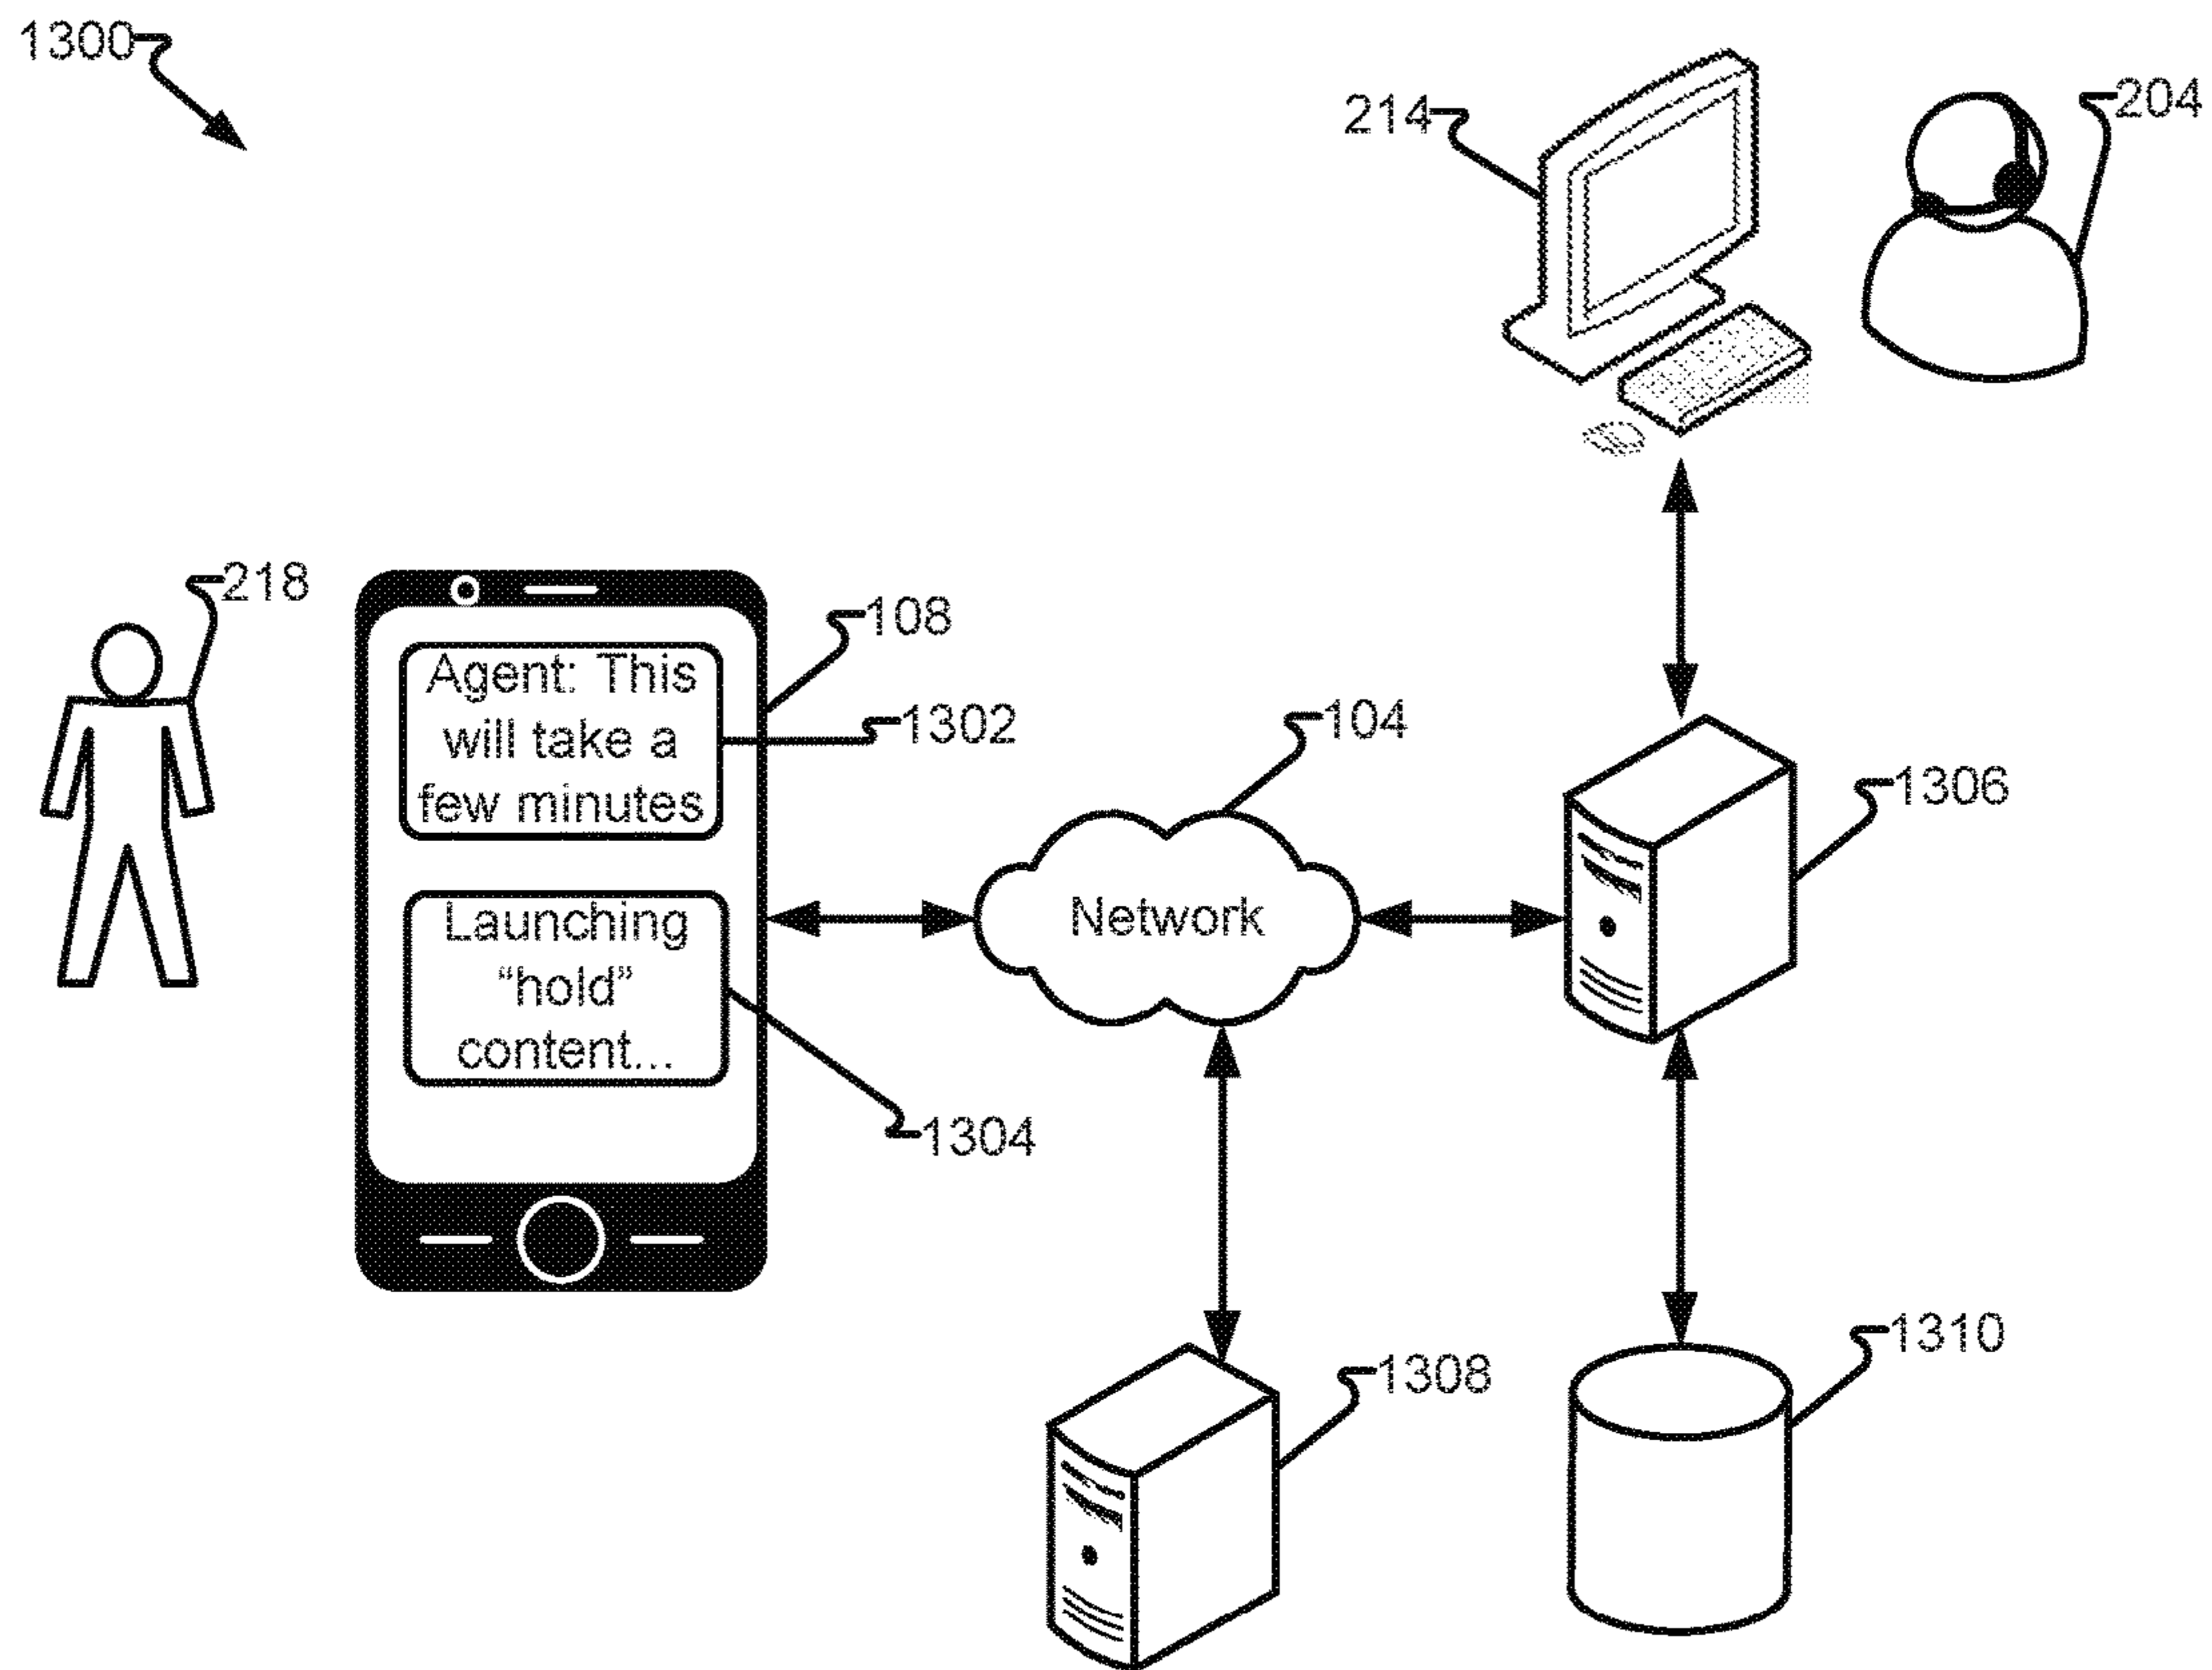 1300
214
204
218
108
Agent: This
will take a
few minutes
1302
104
1306
Launching
“hold”
content...
Network
1304
1308
1310